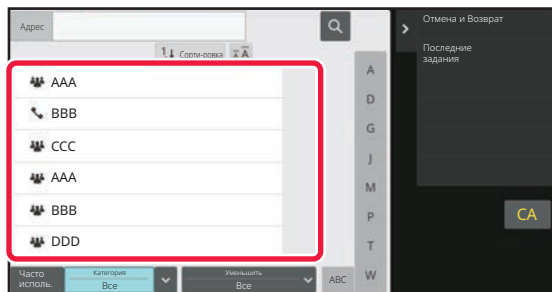 Адрес
Отмена и Возврат
Последние
задания
Сорти-ровка
A
AAA
BBB
CCC
AAA
BBB
DDD
A
D
G
J
M
P
T
W
CA
Часто
исполь.
Категория
Все
Уменьшить
Все
ABC